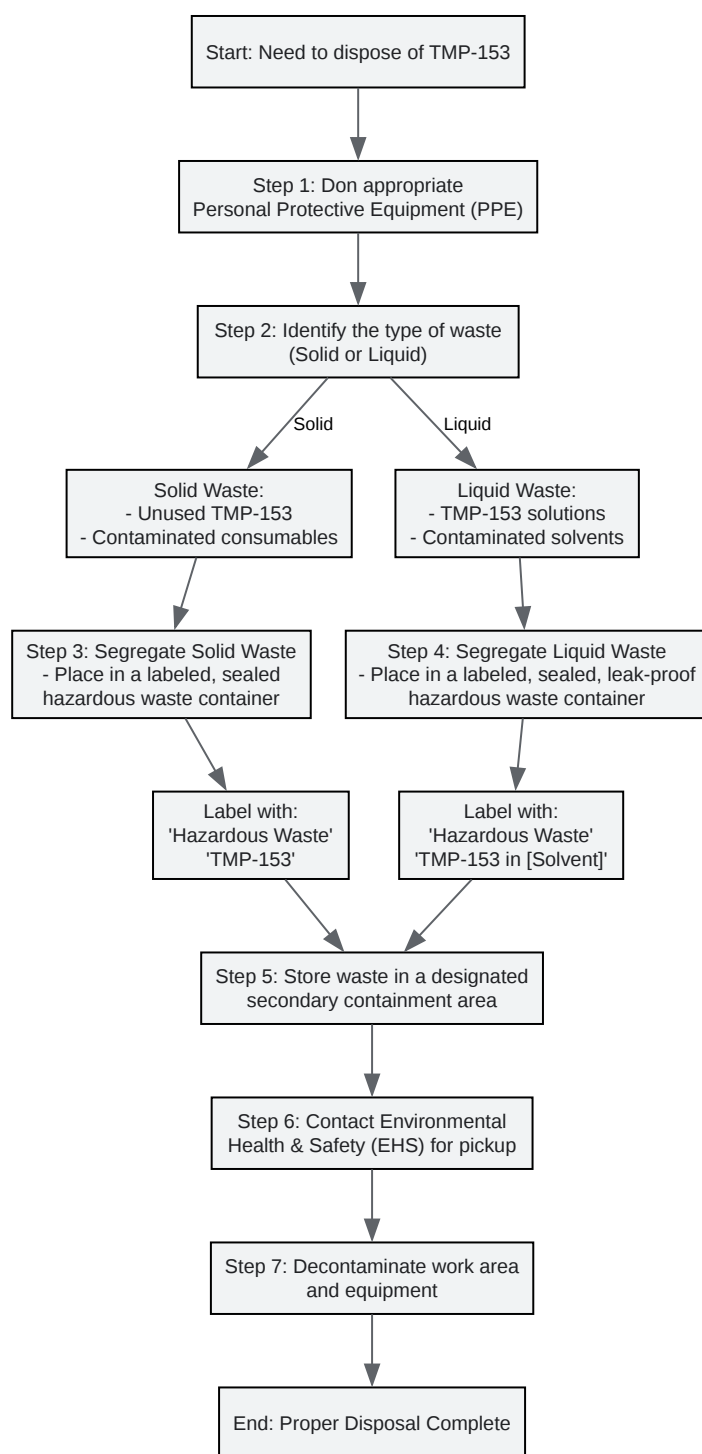 Start: Need to dispose of TMP-153
Step 1: Don appropriate
Personal Protective Equipment (PPE)
Step 2: Identify the type of waste
(Solid or Liquid)
Solid
Liquid
Solid Waste:
- Unused TMP-153
- Contaminated consumables
Liquid Waste:
- TMP-153 solutions
- Contaminated solvents
Step 3: Segregate Solid Waste
- Place in a labeled, sealed
hazardous waste container
Step 4: Segregate Liquid Waste
- Place in a labeled, sealed, leak-proof
hazardous waste container
Label with:
'Hazardous Waste'
'TMP-153'
Label with:
'Hazardous Waste'
'TMP-153 in [Solvent]'
Step 5: Store waste in a designated
secondary containment area
Step 6: Contact Environmental
Health & Safety (EHS) for pickup
Step 7: Decontaminate work area
and equipment
End: Proper Disposal Complete